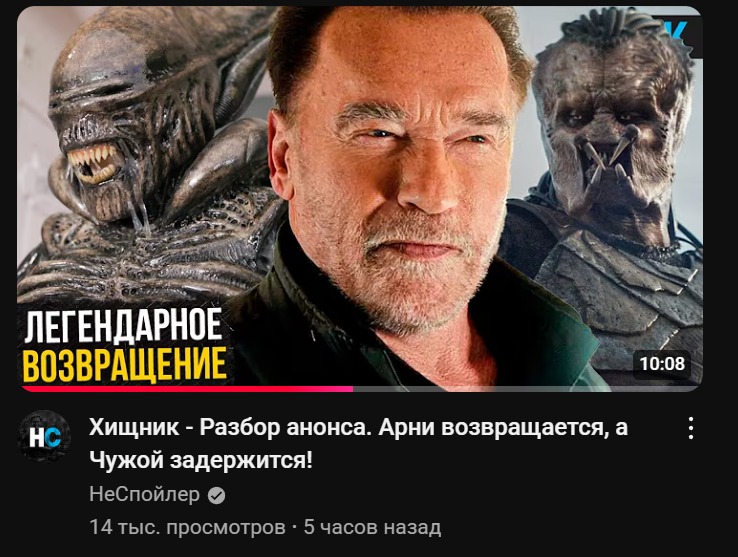 К
ЛЕГЕНДАРНОЕ
ВОЗВРАЩЕНИЕ
10:08
НС
Хищник - Разбор анонса. Арни возвращается, а
Чужой задержится!
НеСпойлер
14 тыс. просмотров · 5 часов назад